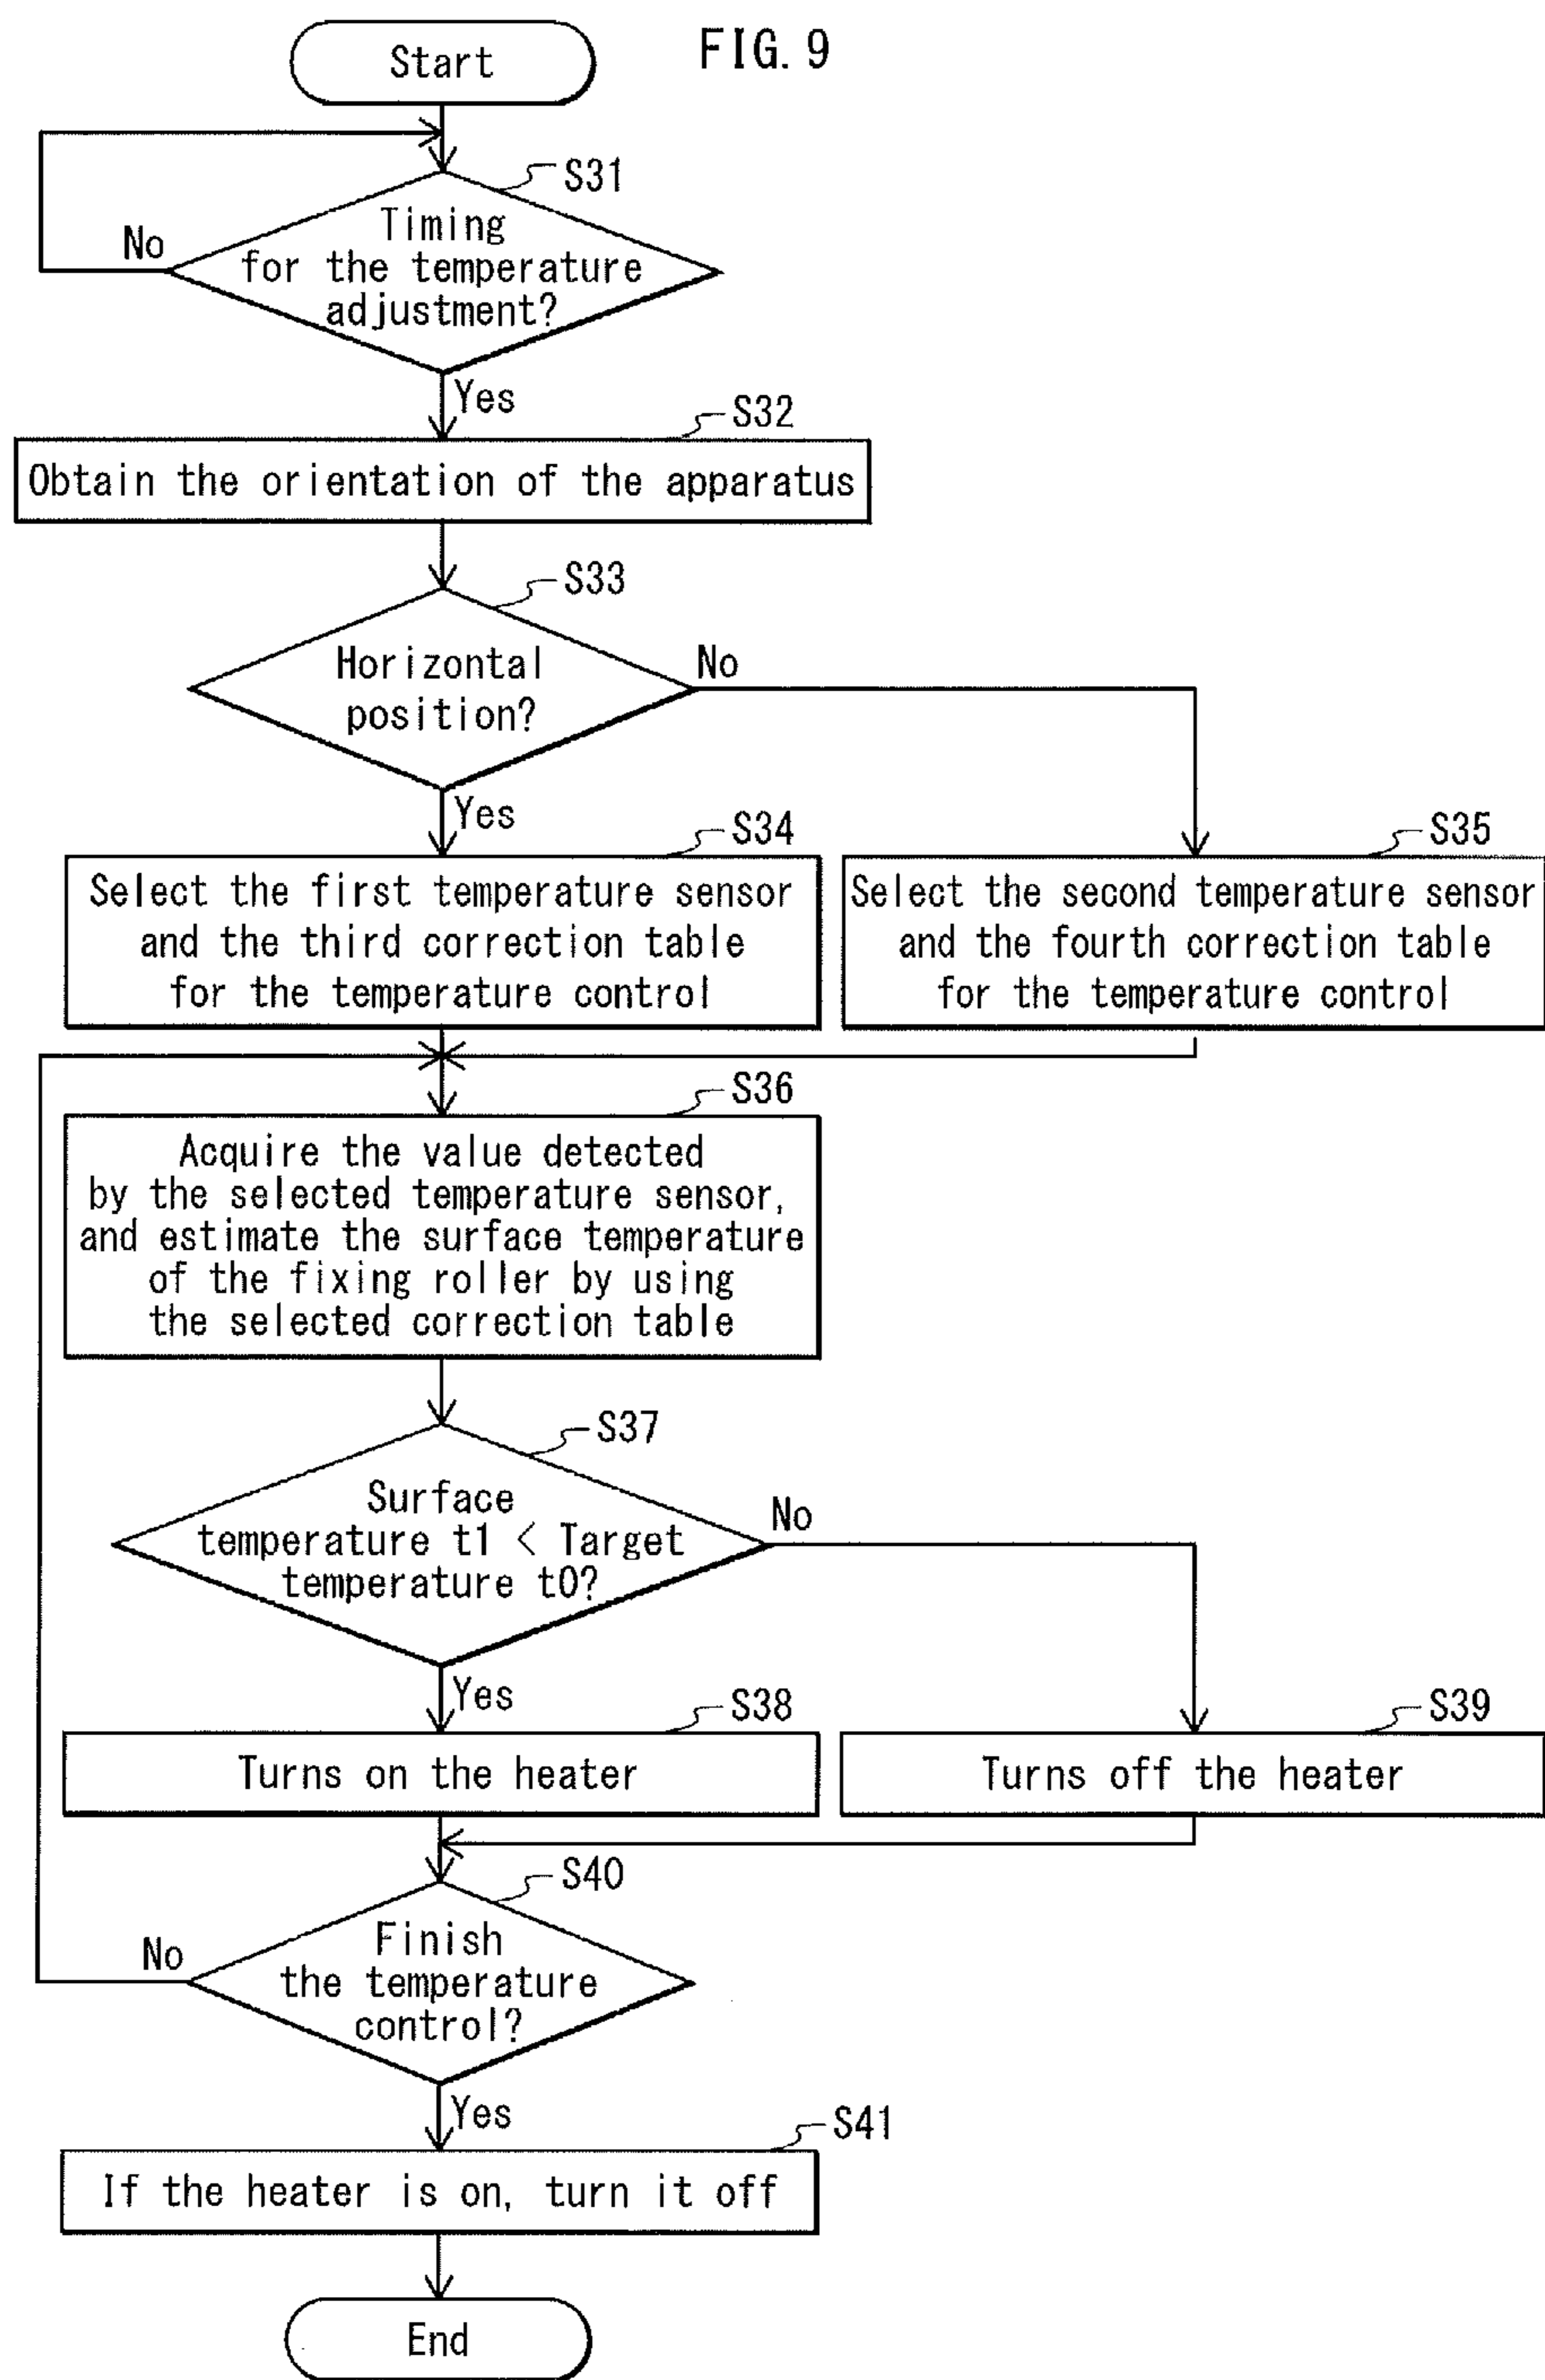 FIG. 9
Start
S31
Timing
for the temperature
adjustment?
No
Yes
S32
Obtain the orientation of the apparatus
S33
Horizontal
position?
No
Yes
S34
Select the first temperature sensor
and the third correction table
for the temperature control
S35
Select the second temperature sensor
and the fourth correction table
for the temperature control
S36
Acquire the value detected
by the selected temperature sensor,
and estimate the surface temperature
of the fixing roller by using
the selected correction table
S37
Surface
temperature t1 < Target
temperature t0?
No
Yes
S38
Turns on the heater
S39
Turns off the heater
S40
Finish
the temperature
control?
No
Yes
S41
If the heater is on, turn it off
End